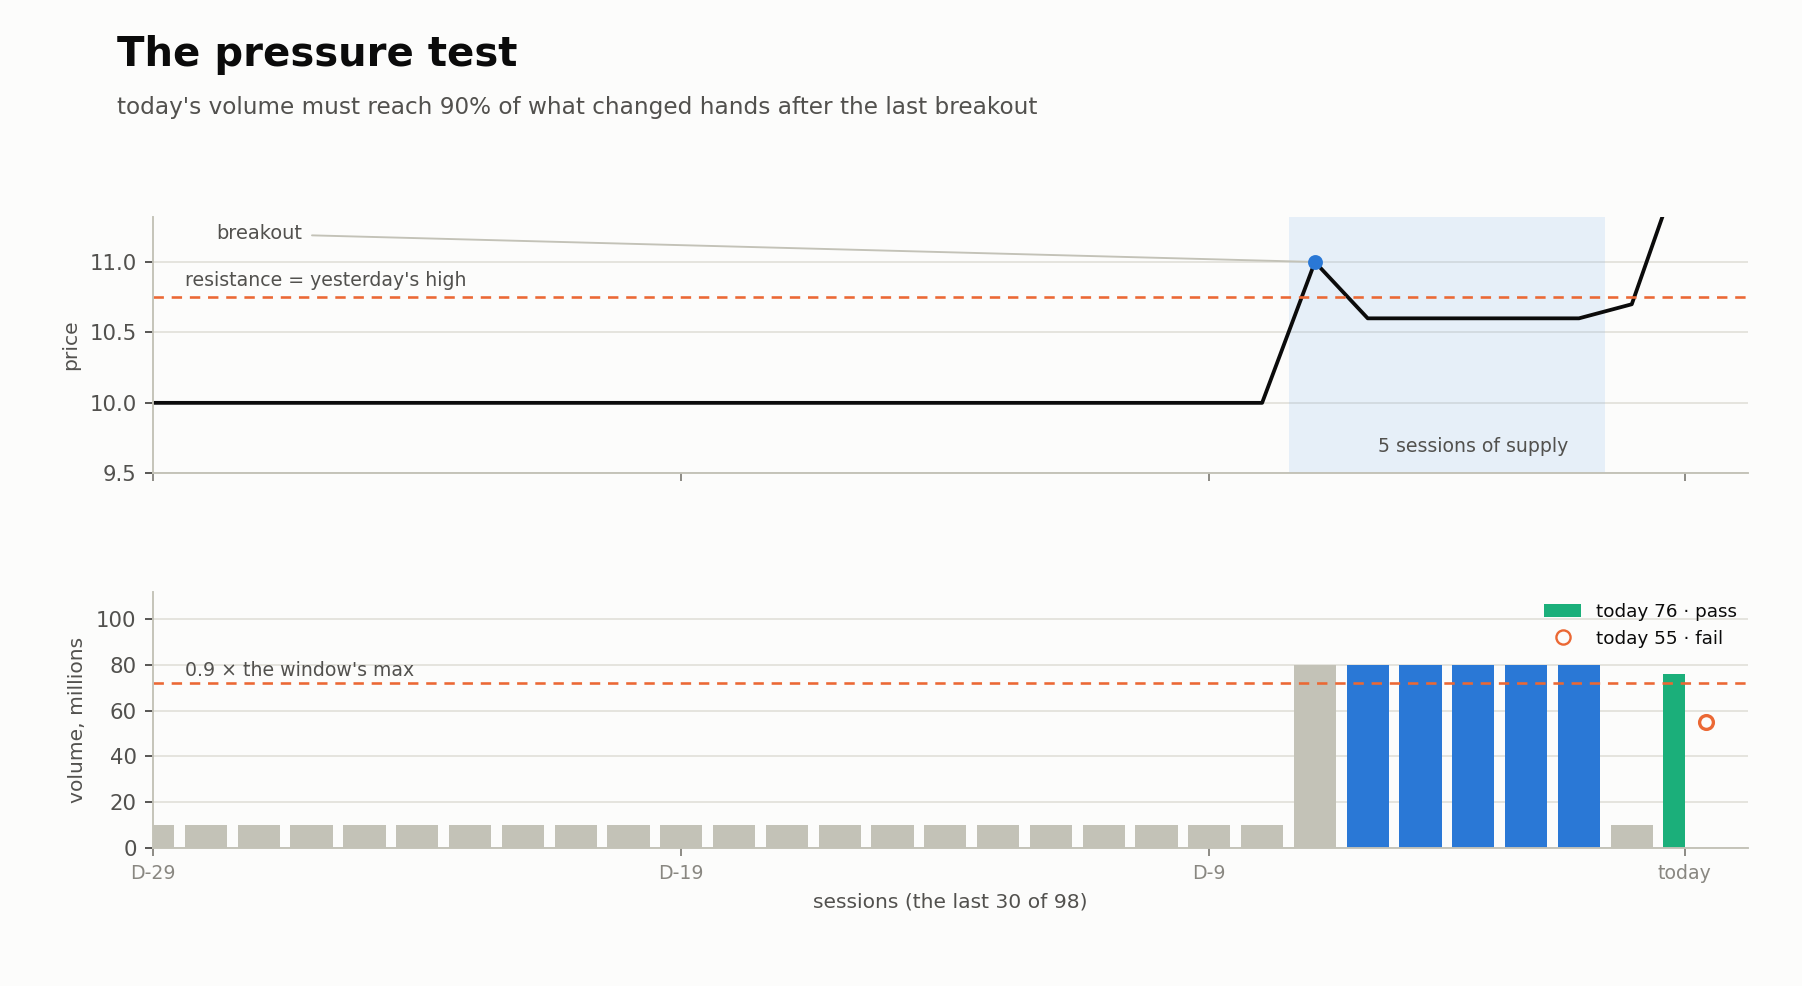 The pressure test
today's volume must reach 90% of what changed hands after the last breakout
breakout
11.0
resistance = yesterday's high
10.5
price
10.0
5 sessions of supply
9.5
100
today 76 · pass
today 55 · fail
80
0.9 × the window's max
60
volume, millions
40
20
0
D-29
D-19
D-9
today
sessions (the last 30 of 98)